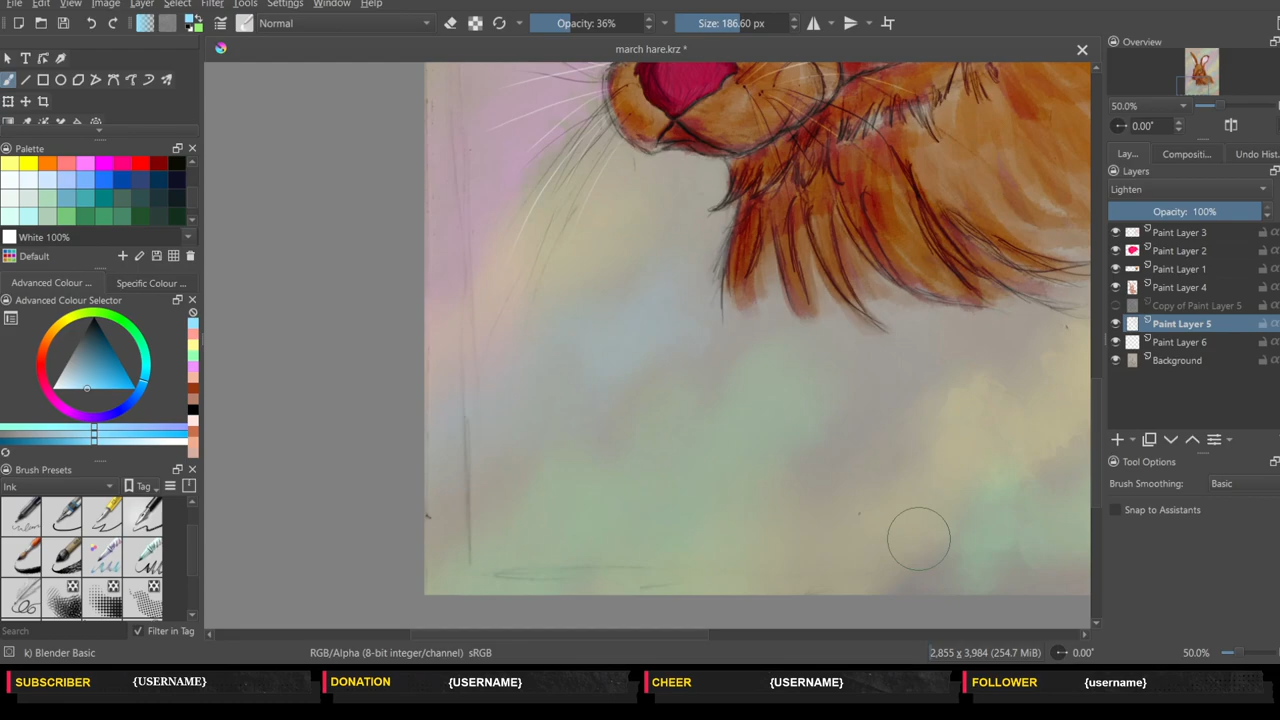 Layer Select Filter Tools Settings Window Help
Normal Opacity: 36% Size: 186.60 px
march hare.krz *
Overview
50.0%
0.00°
Lay... Compositi... Undo Hist
Palette
Layers
Lighten
Opacity: 100%
White 100%
Default
Advanced Colour ... Specific Colour ...
Advanced Colour Selector
Paint Layer 3
Paint Layer 2
Paint Layer 1
Paint Layer 4
Copy of Paint Layer 5
Paint Layer 5
Paint Layer 6
Background
Tool Options
Brush Smoothing: Basic
Snap to Assistants
Brush Presets
Ink Tag
Search Filter in Tag
k) Blender Basic RGB/Alpha (8-bit integer/channel) sRGB 2,855 x 3,984 (254.7 MiB) 0.00° 50.0%
SUBSCRIBER {USERNAME} DONATION {USERNAME} CHEER {USERNAME} FOLLOWER {username}